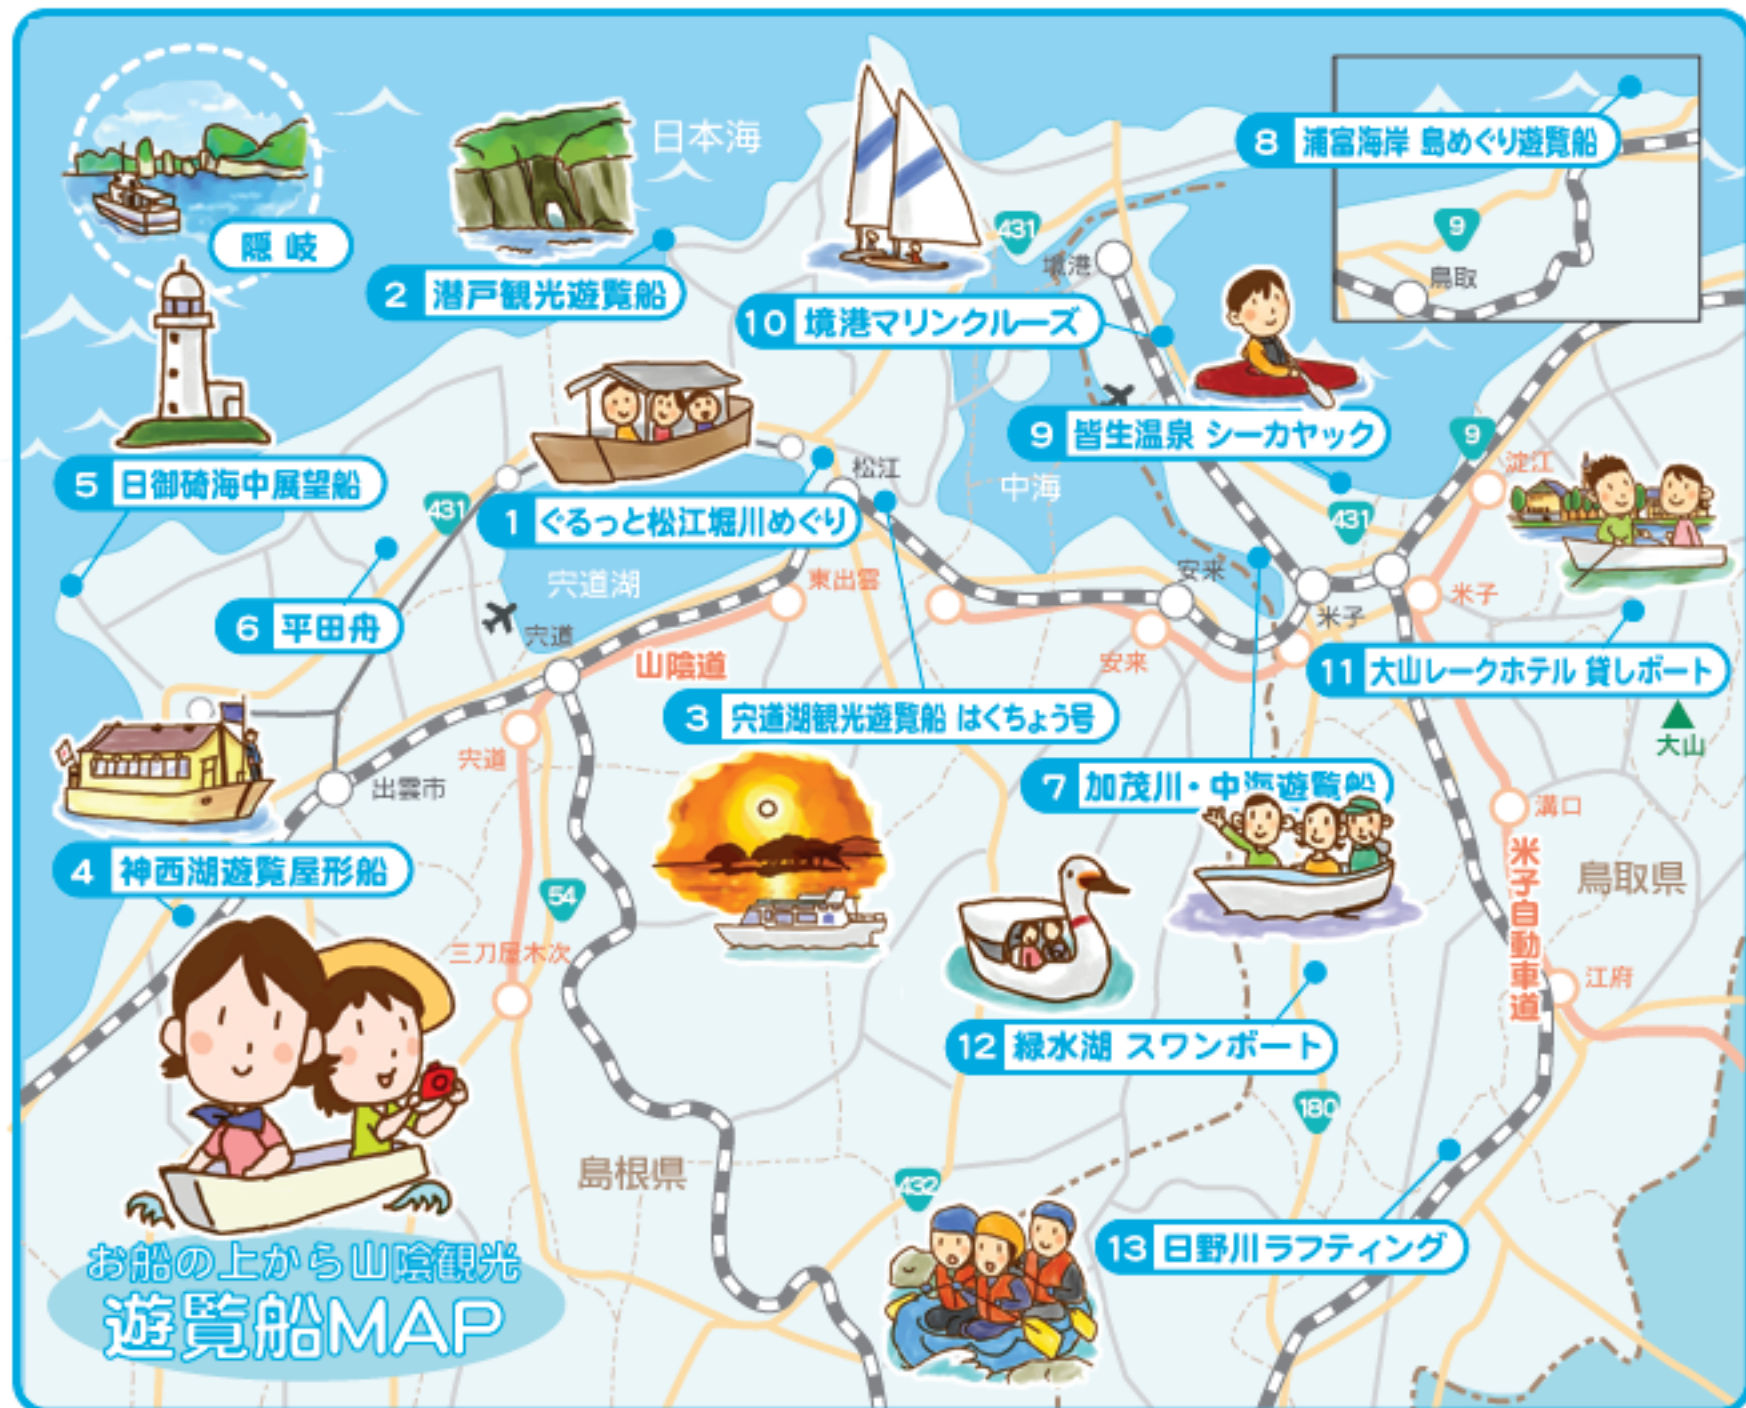 日本海
隠岐
2 潜戸観光遊覧船
431
境港
10 境港マリンクルーズ
8 浦富海岸 島めぐり遊覧船
9
鳥取
5 日御碕海中展望船
431
1 ぐるっと松江堀川めぐり
松江
中海
9 皆生温泉 シーカヤック
9
淀江
431
6 平田舟
宍道湖
宍道
東出雲
山陰道
安来
安来
米子
米子
11 大山レークホテル 貸しボート
大山
3 宍道湖観光遊覧船 はくちょう号
宍道
出雲市
7 加茂川・中海遊覧船
溝口
4 神西湖遊覧屋形船
54
三刀屋木次
米子自動車道
鳥取県
江府
12 緑水湖 スワンボート
180
島根県
432
13 日野川ラフティング
お船の上から山陰観光
遊覧船MAP